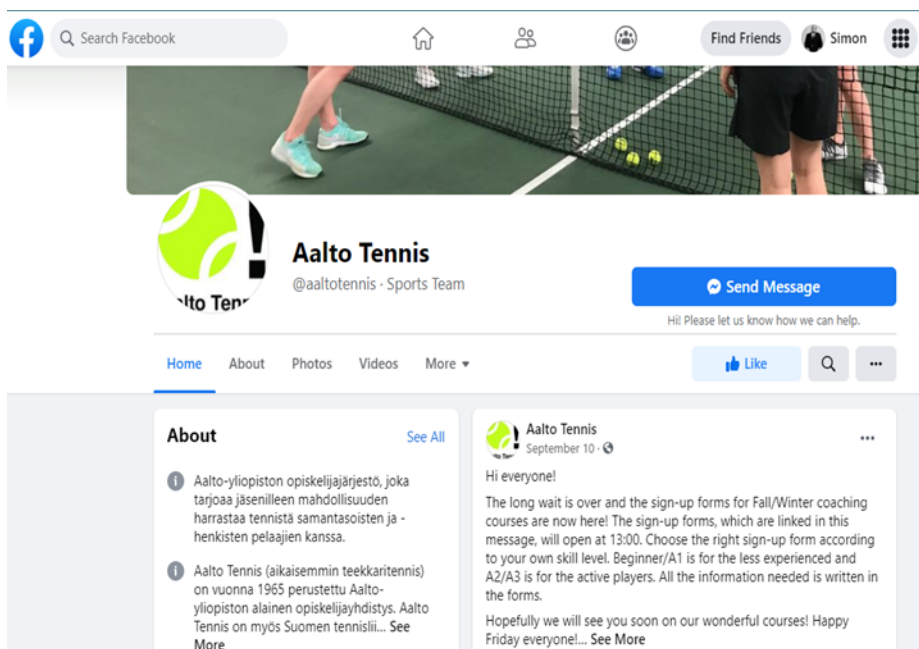 Search Facebook
Find Friends
Simon
Aalto Tennis
@aaltotennis · Sports Team
Send Message
Hi! Please let us know how we can help.
Home
About
Photos
Videos
More
Like
About
See All
Aalto-yliopiston opiskelijajärjestö, joka
tarjoaa jäsenilleen mahdollisuuden
harrastaa tennistä samantasoisten ja -
henkisten pelaajien kanssa.
Aalto Tennis (aikaisemmin teekkaritennis)
on vuonna 1965 perustettu Aalto-
yliopiston alainen opiskelijayhdistys. Aalto
Tennis on myös Suomen tennislii... See
More
Aalto Tennis
September 10 ·
Hi everyone!
The long wait is over and the sign-up forms for Fall/Winter coaching
courses are now here! The sign-up forms, which are linked in this
message, will open at 13:00. Choose the right sign-up form according
to your own skill level. Beginner/A1 is for the less experienced and
A2/A3 is for the active players. All the information needed is written in
the forms.
Hopefully we will see you soon on our wonderful courses! Happy
Friday everyone!... See More